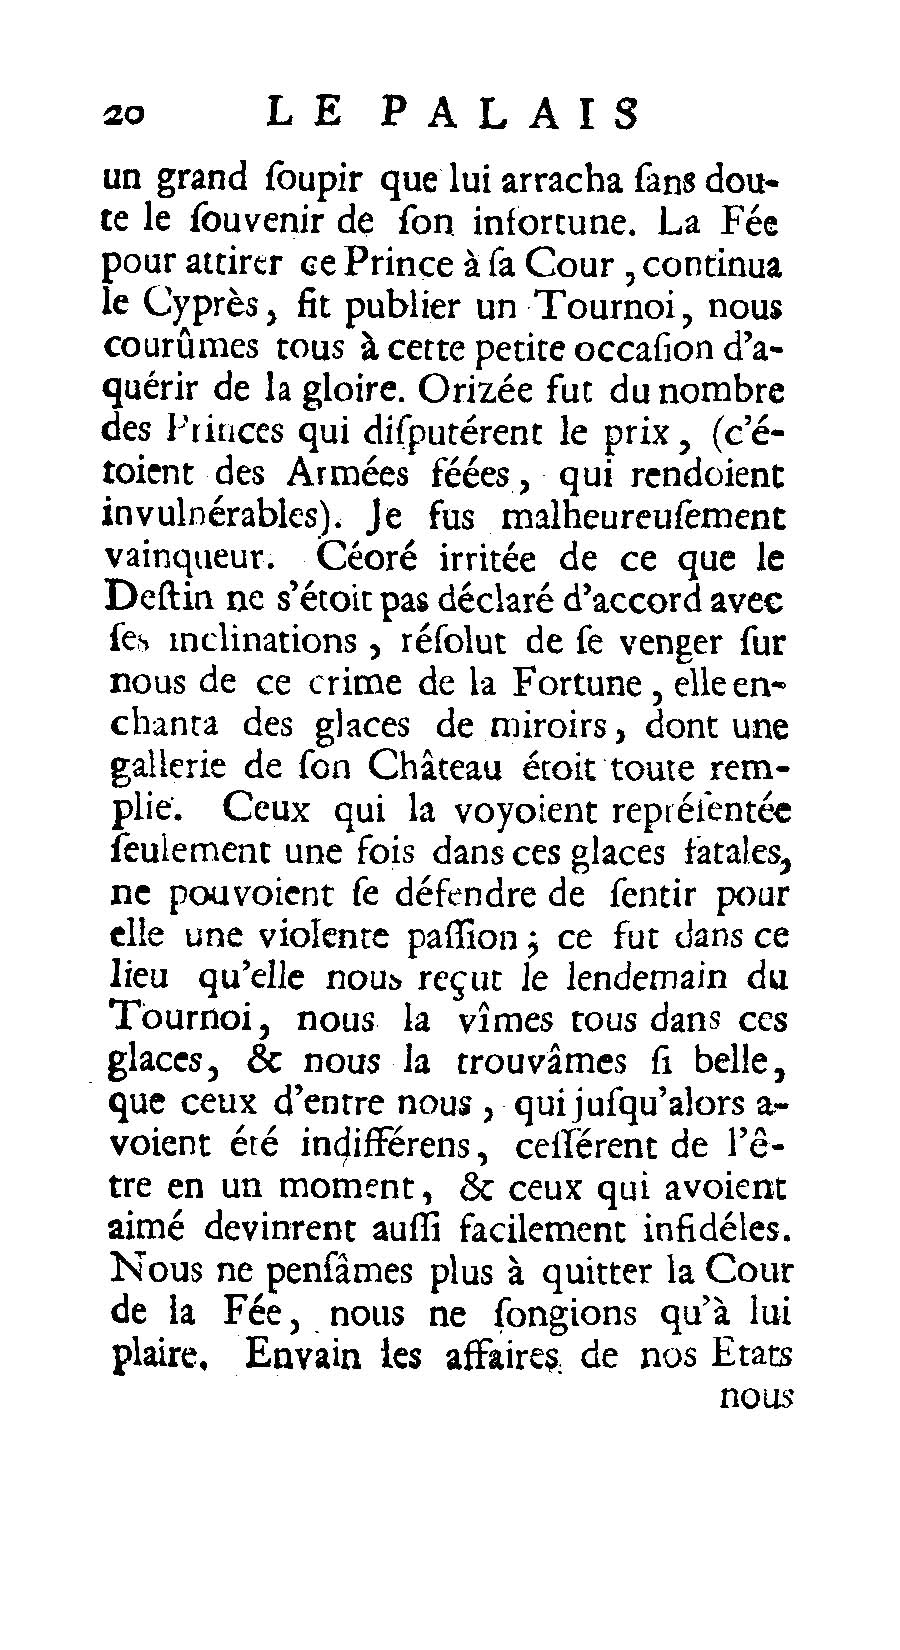 20 LE PALAIS
un grand ſoupir que lui arracha ſans dou-
te le ſouvenir de ſon infortune. La Fée
pour attirer ce Prince à ſa Cour, continua
le Cyprès, fit publier un Tournoi, nous
courûmes tous à cette petite occaſion d'a-
quérir de la gloire. Orizée fut du nombre
des Princes qui diſputérent le prix, (c'é-
toient des Armées féées, qui rendoient
invulnérables). Je fus malheureuſement
vainqueur. Céoré irritée de ce que le
Deſtin ne s'étoit pas déclaré d'accord avec
ſes inclinations, réſolut de ſe venger ſur
nous de ce crime de la Fortune, elle en-
chanta des glaces de miroirs, dont une
gallerie de ſon Château étoit toute rem-
plie. Ceux qui la voyoient repréſentée
ſeulement une fois dans ces glaces fatales,
ne pouvoient ſe défendre de ſentir pour
elle une violente paſſion; ce fut dans ce
lieu qu'elle nous reçut le lendemain du
Tournoi, nous la vîmes tous dans ces
glaces, & nous la trouvâmes ſi belle,
que ceux d'entre nous, qui juſqu'alors a-
voient été indifférens, ceſſérent de l'ê-
tre en un moment, & ceux qui avoient
aimé devinrent auſſi facilement infidéles.
Nous ne penſâmes plus à quitter la Cour
de la Fée, nous ne ſongions qu'à lui
plaire. Envain les affaires de nos Etats
nous